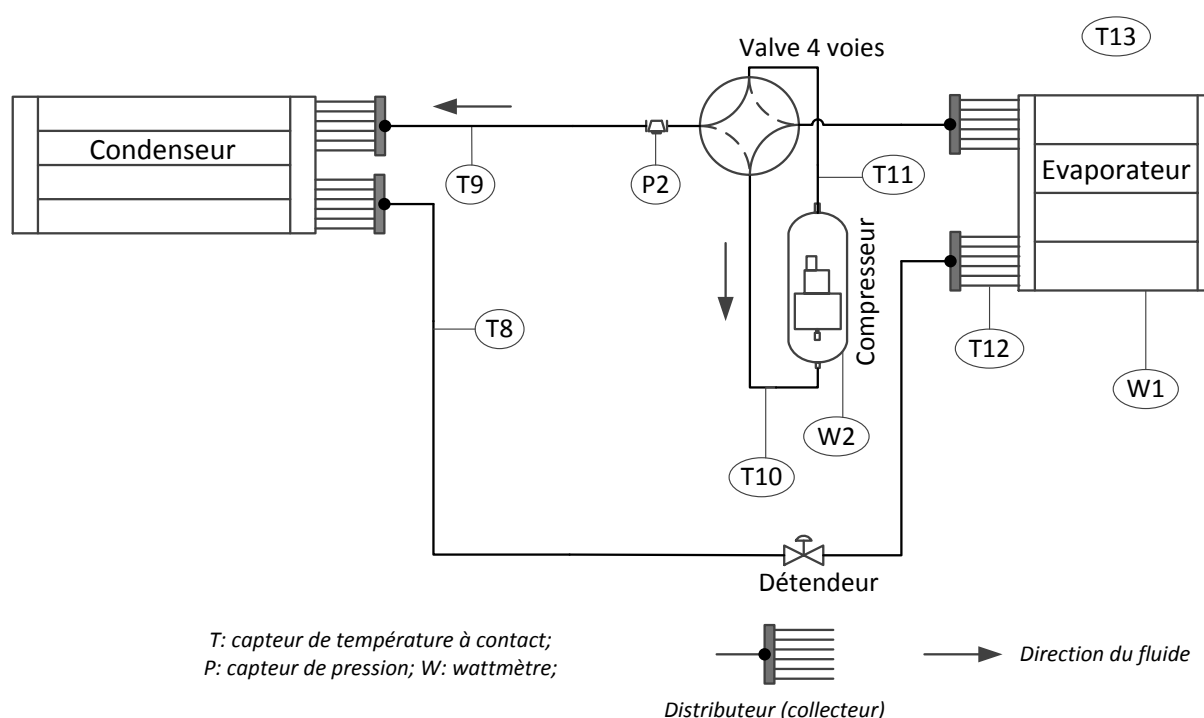 T13
Valve 4 voies
Condenseur
Evaporateur
T9
P2
T11
Compresseur
T8
T12
W1
W2
T10
Détendeur
T: capteur de température à contact;
P: capteur de pression; W: wattmètre;
Direction du fluide
Distributeur (collecteur)